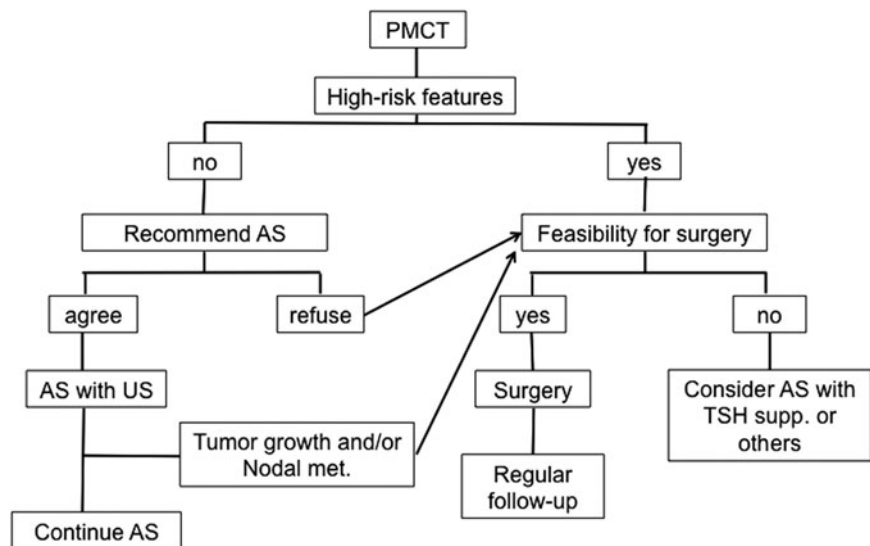 PMCT
High-risk features
no
yes
Recommend AS
Feasibility for surgery
agree
refuse
yes
no
AS with US
Surgery
Consider AS with
TSH supp. or
others
Tumor growth and/or
Nodal met.
Regular
follow-up
Continue AS